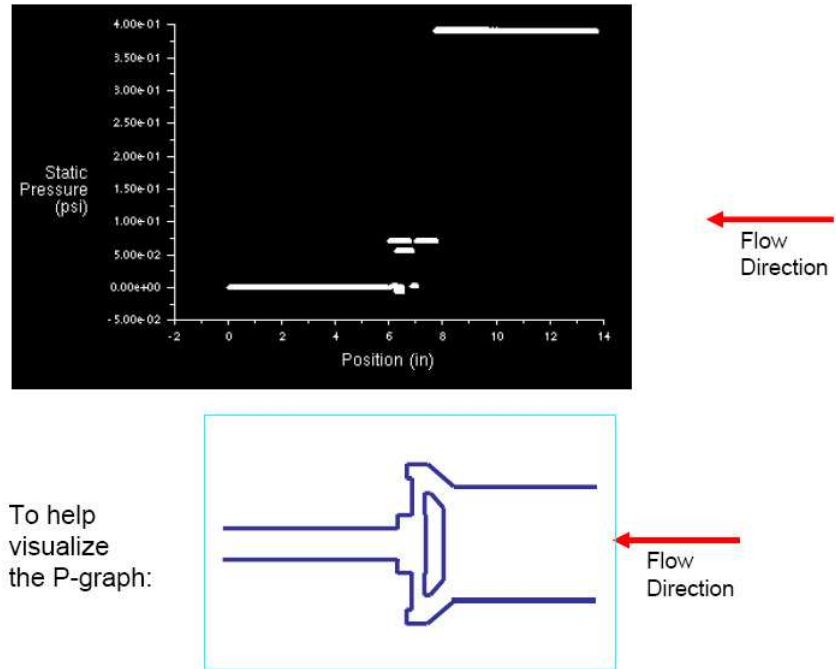 4.00e-01
3.50e-01
3.00e-01
2.50e-01
2.00e-01
1.50e-01
1.00e-01
5.00e-02
0.00e+00
-5.00e-02
Static
Pressure
(psi)
-2 0 2 4 6 8 10 12 14
Position (in)
Flow
Direction
To help
visualize
the P-graph:
Flow
Direction